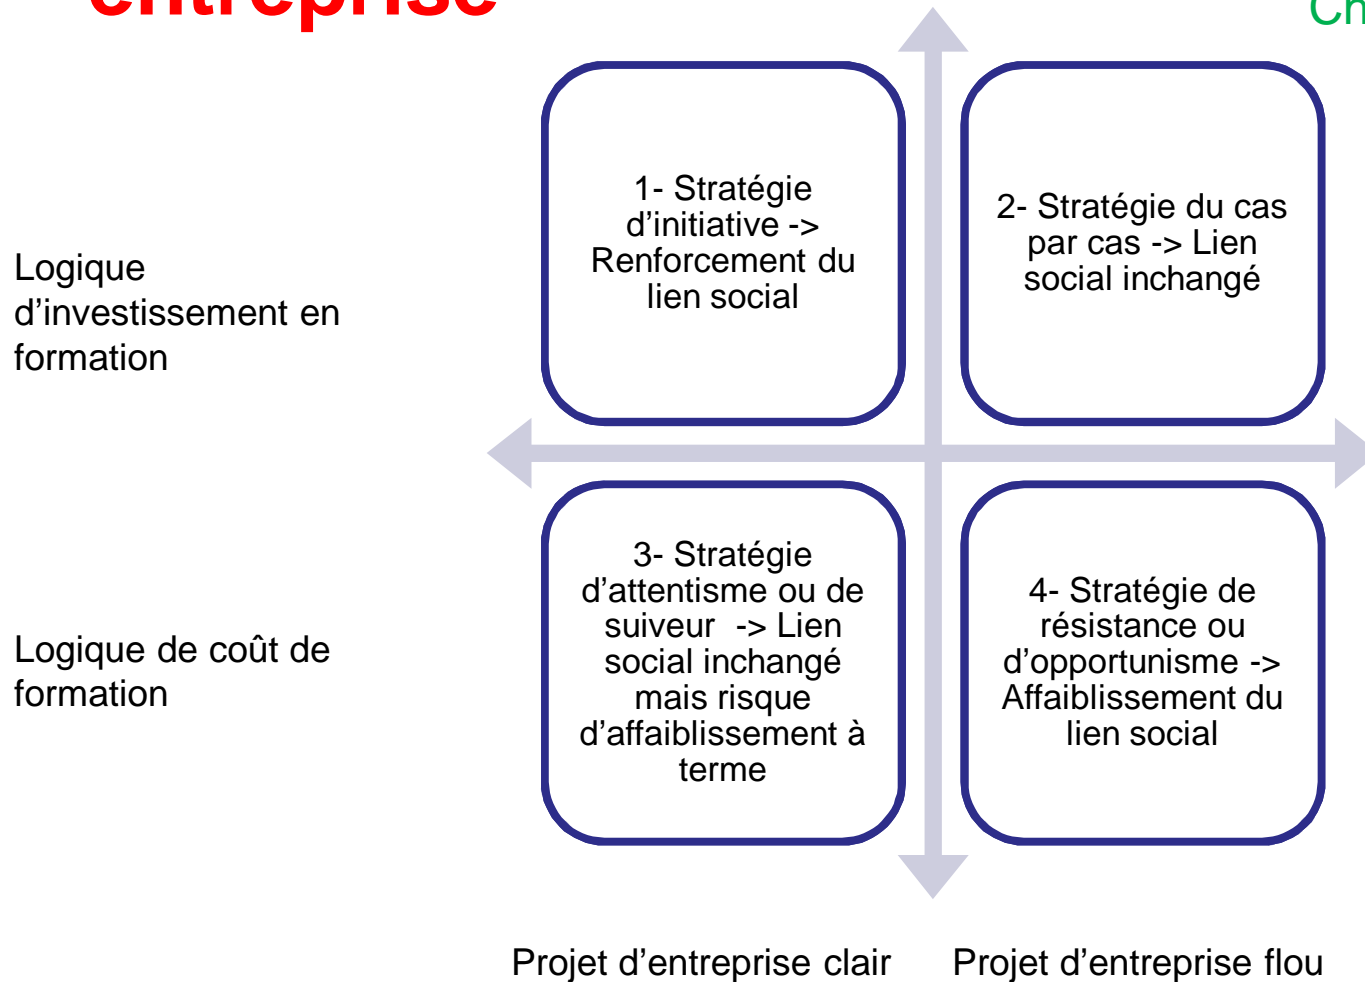 entreprise
Ch
1- Stratégie
d’initiative ->
Renforcement du
lien social
2- Stratégie du cas
par cas -> Lien
social inchangé
Logique
d’investissement en
formation
3- Stratégie
d’attentisme ou de
suiveur -> Lien
social inchangé
mais risque
d’affaiblissement à
terme
4- Stratégie de
résistance ou
d’opportunisme ->
Affaiblissement du
lien social
Logique de coût de
formation
Projet d’entreprise clair
Projet d’entreprise flou